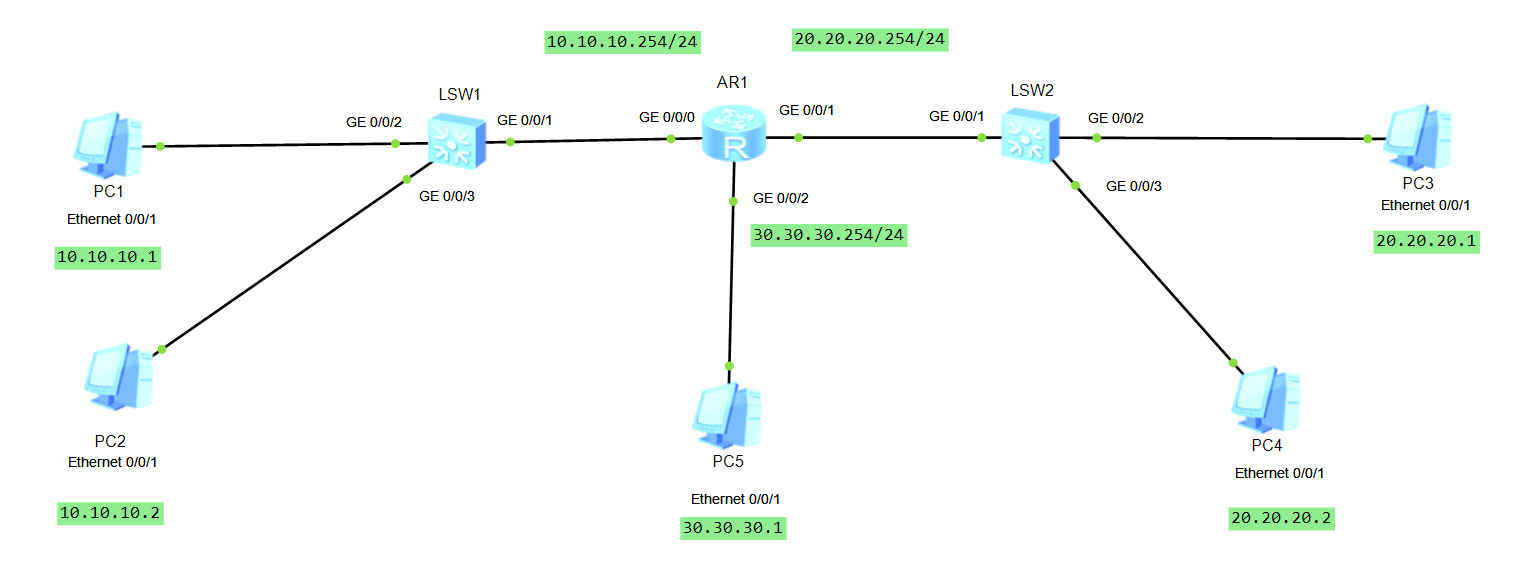 10.10.10.254/24
20.20.20.254/24
AR1
LSW1
LSW2
GE 0/0/2
GE 0/0/1
GE 0/0/0
GE 0/0/1
GE 0/0/1
GE 0/0/2
R
PC1
Ethernet 0/0/1
10.10.10.1
GE 0/0/3
GE 0/0/2
30.30.30.254/24
GE 0/0/3
PC3
Ethernet 0/0/1
20.20.20.1
PC2
Ethernet 0/0/1
10.10.10.2
PC5
Ethernet 0/0/1
30.30.30.1
PC4
Ethernet 0/0/1
20.20.20.2